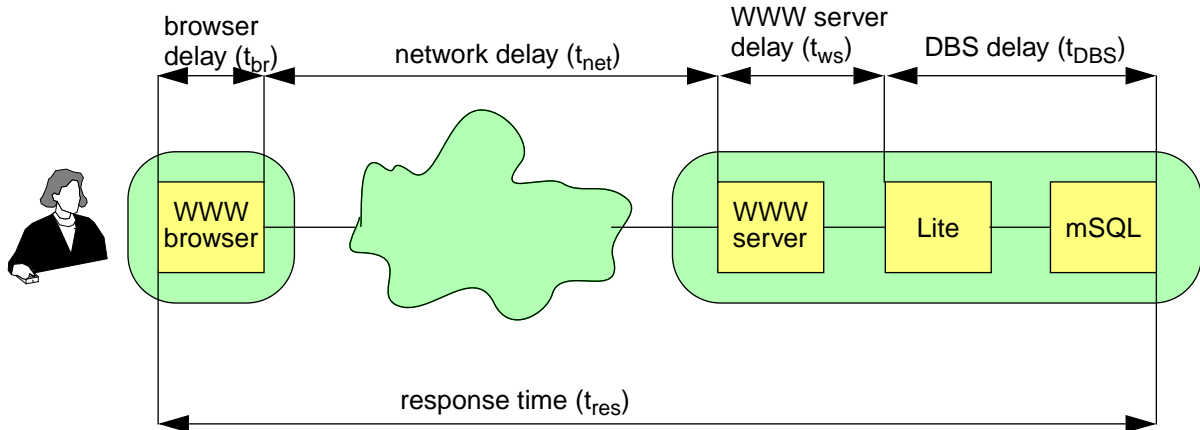 browser
delay (tbr)
network delay (tnet)
WWW server
delay (tws)
DBS delay (tDBS)
WWW
browser
WWW
server
Lite
mSQL
response time (tres)